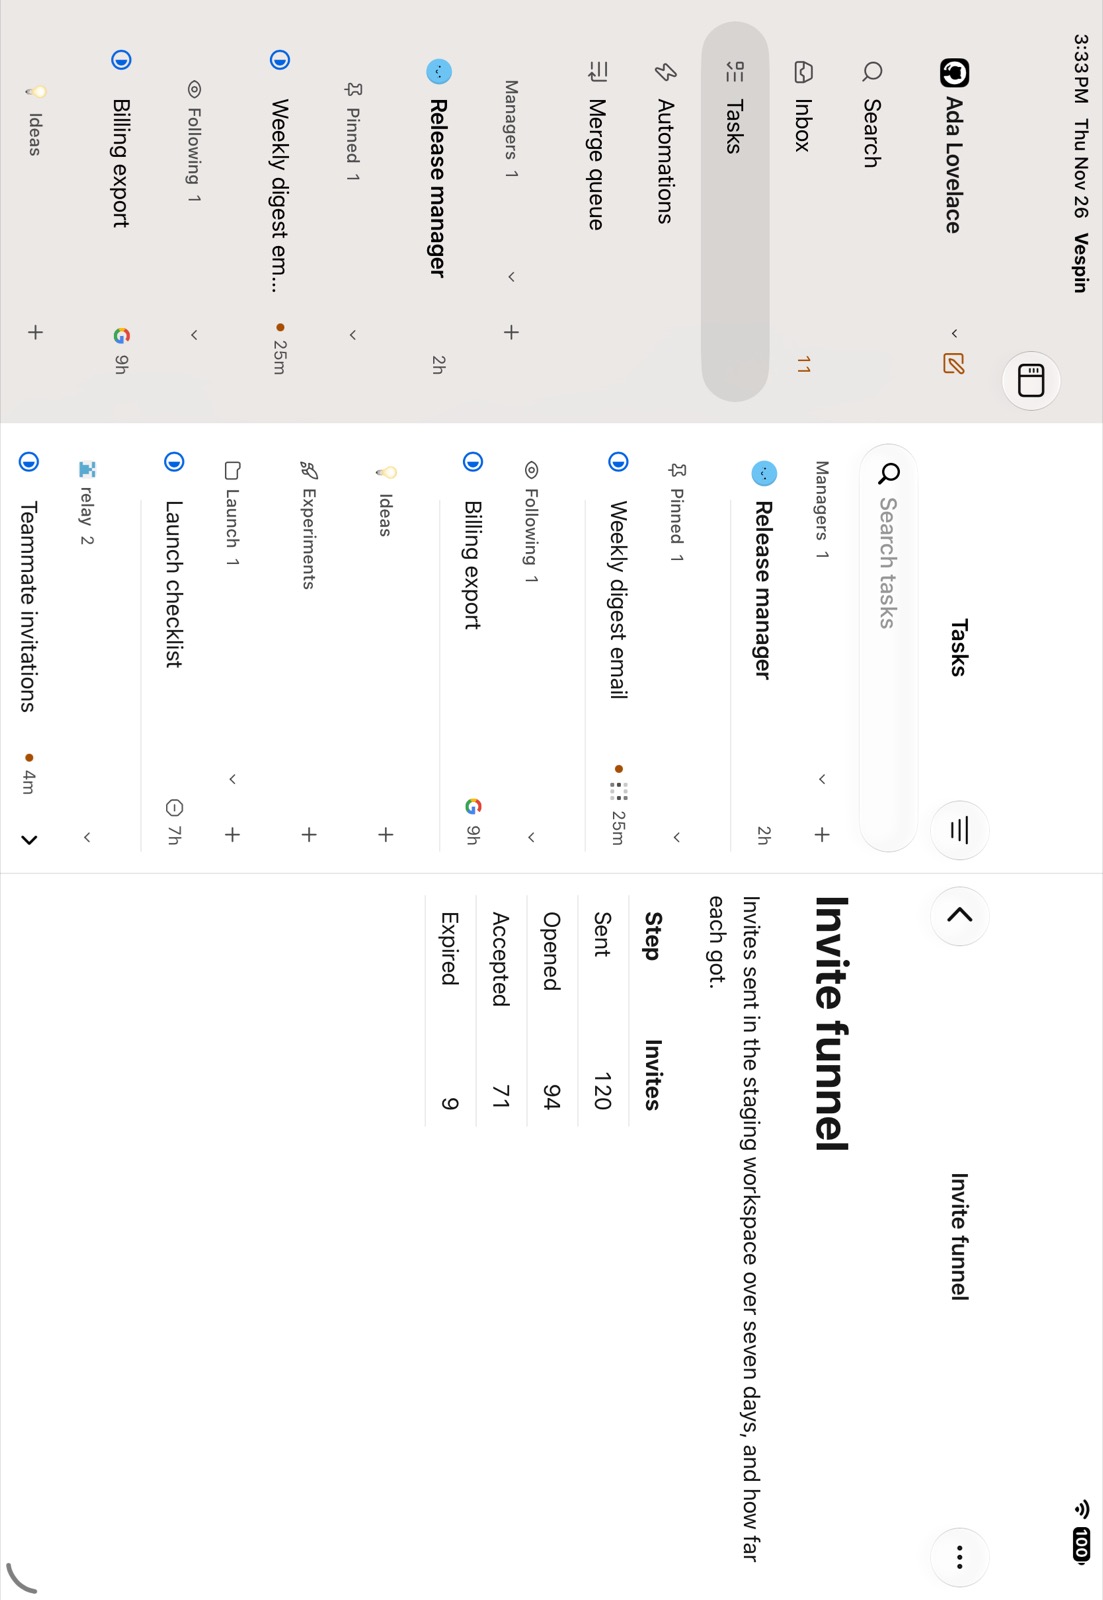 3:33 PM Thu Nov 26 Vespin
100
Ada Lovelace
Search
Inbox 11
Tasks
Automations
Merge queue
Managers 1
Release manager 2h
Pinned 1
Weekly digest em... 25m
Following 1
Billing export 9h
Ideas
Tasks
Search tasks
Managers 1
Release manager 2h
Pinned 1
Weekly digest email 25m
Following 1
Billing export 9h
Ideas
Experiments
Launch 1
Launch checklist 7h
relay 2
Teammate invitations 4m
Invite funnel
Invite funnel
Invites sent in the staging workspace over seven days, and how far
each got.
Step Invites
Sent 120
Opened 94
Accepted 71
Expired 9